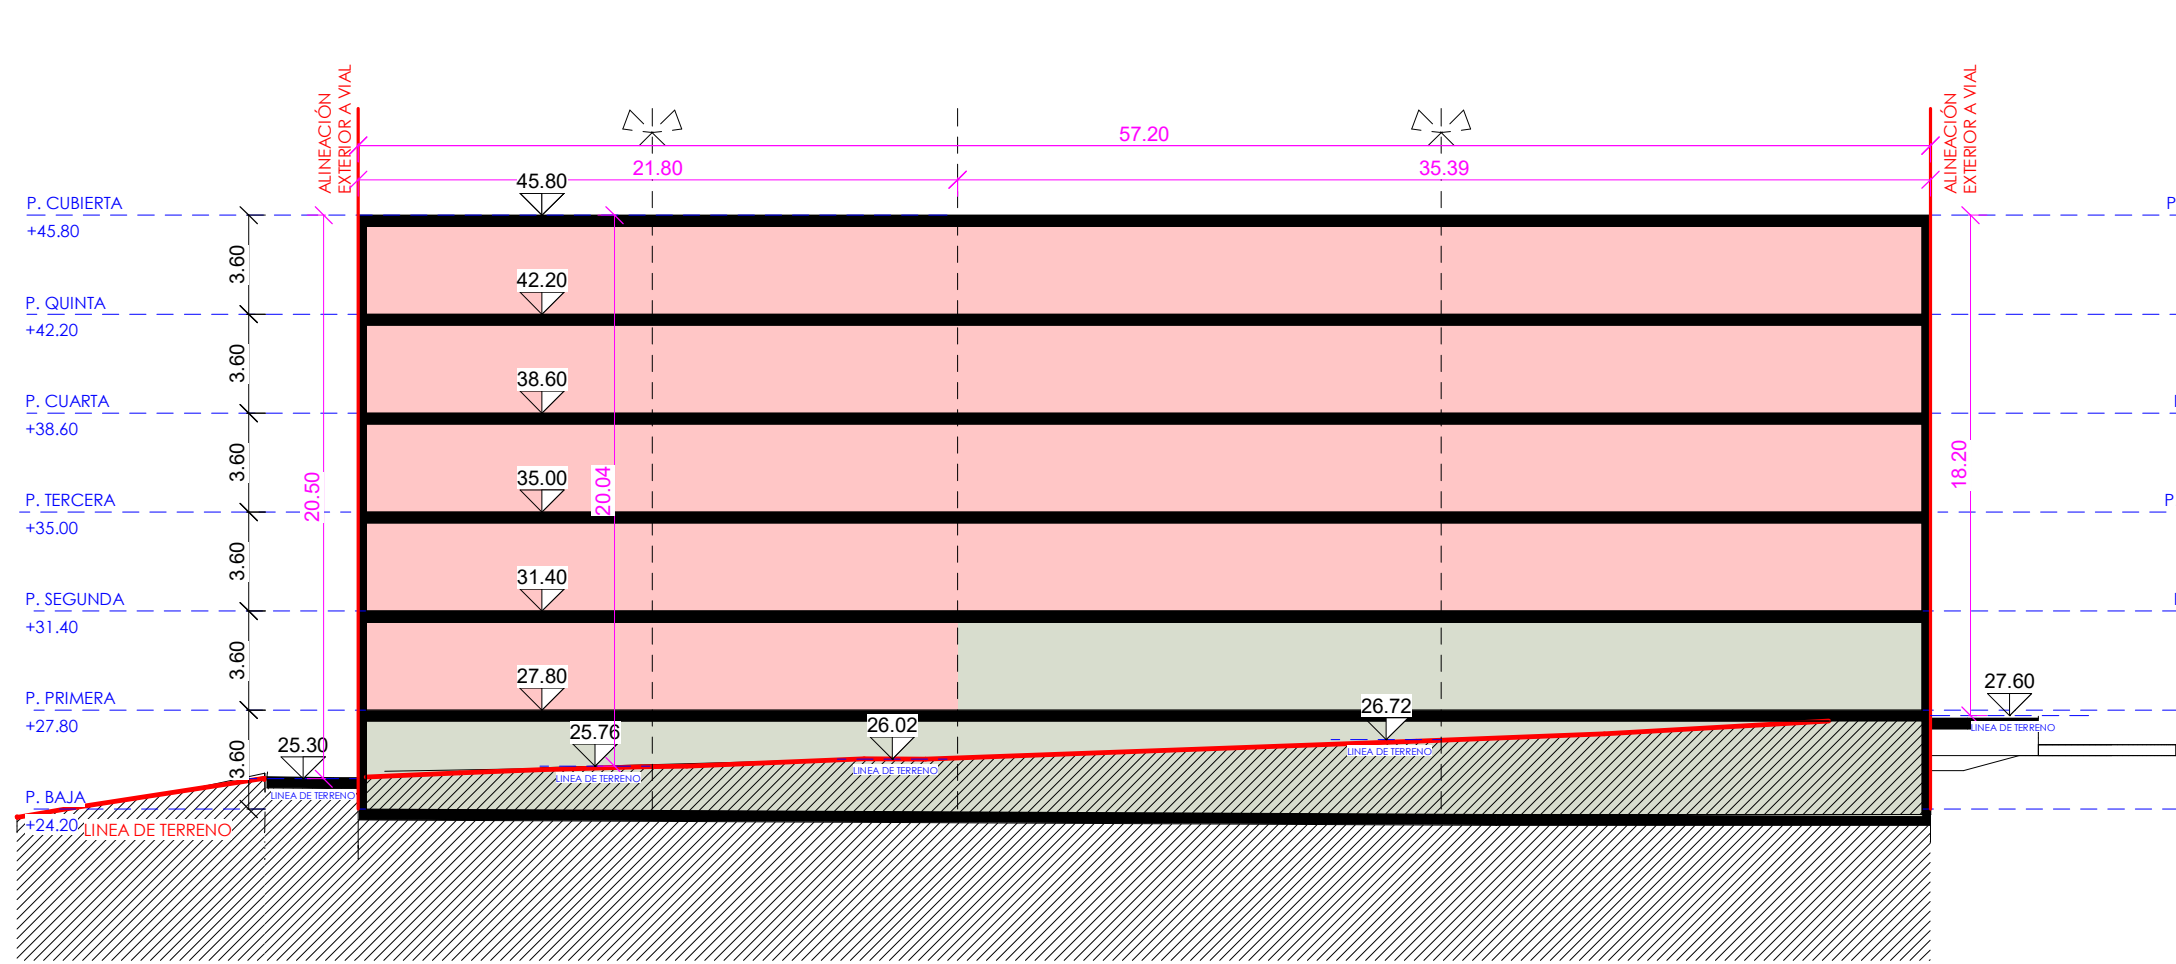 ALINEACIÓN
EXTERIOR A VIAL
ALINEACIÓN
EXTERIOR A VIAL
57.20
21.80
35.39
45.80
P. CUBIERTA
+45.80
P
3.60
42.20
P. QUINTA
+42.20
3.60
38.60
P. CUARTA
+38.60
3.60
20.50
20.04
18.20
35.00
P. TERCERA
+35.00
P
3.60
31.40
P. SEGUNDA
+31.40
3.60
27.80
P. PRIMERA
+27.80
27.60
LINEA DE TERRENO
26.72
LINEA DE TERRENO
26.02
LINEA DE TERRENO
25.76
LINEA DE TERRENO
25.30
LINEA DE TERRENO
3.60
P. BAJA
+24.20
LINEA DE TERRENO